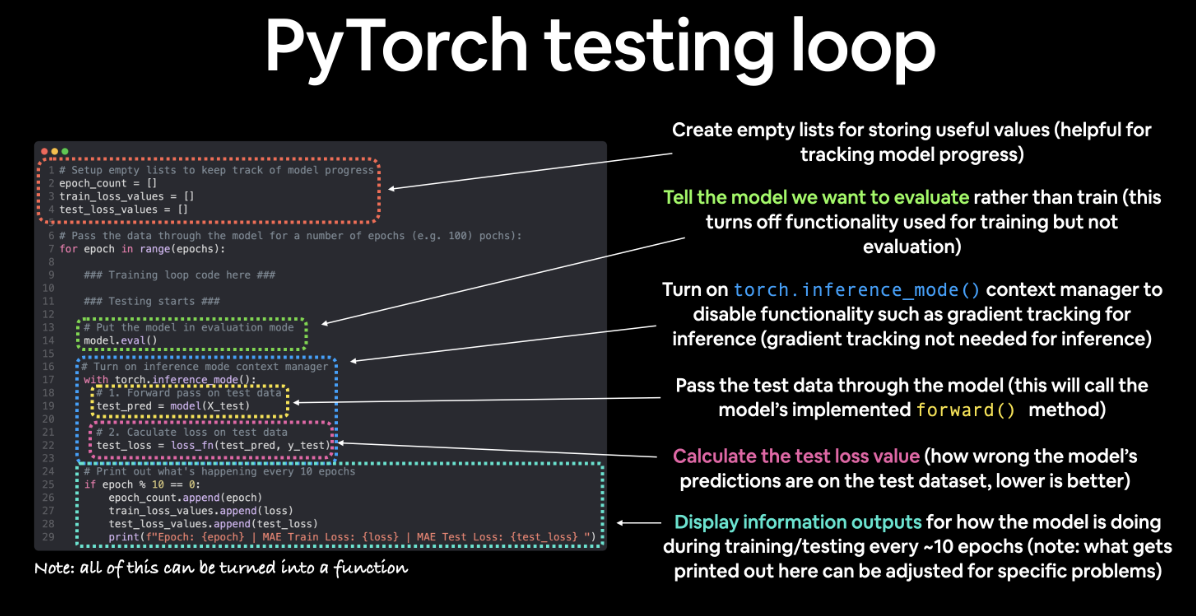 PyTorch testing loop
1 # Setup empty lists to keep track of model progress
2 epoch_count = []
3 train_loss_values = []
4 test_loss_values = []
5
6 # Pass the data through the model for a number of epochs (e.g. 100) pochs):
7 for epoch in range(epochs):
8
9 ### Training loop code here ###
10
11 ### Testing starts ###
12
13 # Put the model in evaluation mode
14 model.eval()
15
16 # Turn on inference mode context manager
17 with torch.inference_mode():
18 # 1. Forward pass on test data
19 test_pred = model(X_test)
20
21 # 2. Caculate loss on test data
22 test_loss = loss_fn(test_pred, y_test)
23
24 # Print out what's happening every 10 epochs
25 if epoch % 10 == 0:
26 epoch_count.append(epoch)
27 train_loss_values.append(loss)
28 test_loss_values.append(test_loss)
29 print(f"Epoch: {epoch} | MAE Train Loss: {loss} | MAE Test Loss: {test_loss} ")
Note: all of this can be turned into a function
Create empty lists for storing useful values (helpful for
tracking model progress)
Tell the model we want to evaluate rather than train (this
turns off functionality used for training but not
evaluation)
Turn on torch.inference_mode() context manager to
disable functionality such as gradient tracking for
inference (gradient tracking not needed for inference)
Pass the test data through the model (this will call the
model's implemented forward() method)
Calculate the test loss value (how wrong the model's
predictions are on the test dataset, lower is better)
Display information outputs for how the model is doing
during training/testing every ~10 epochs (note: what gets
printed out here can be adjusted for specific problems)